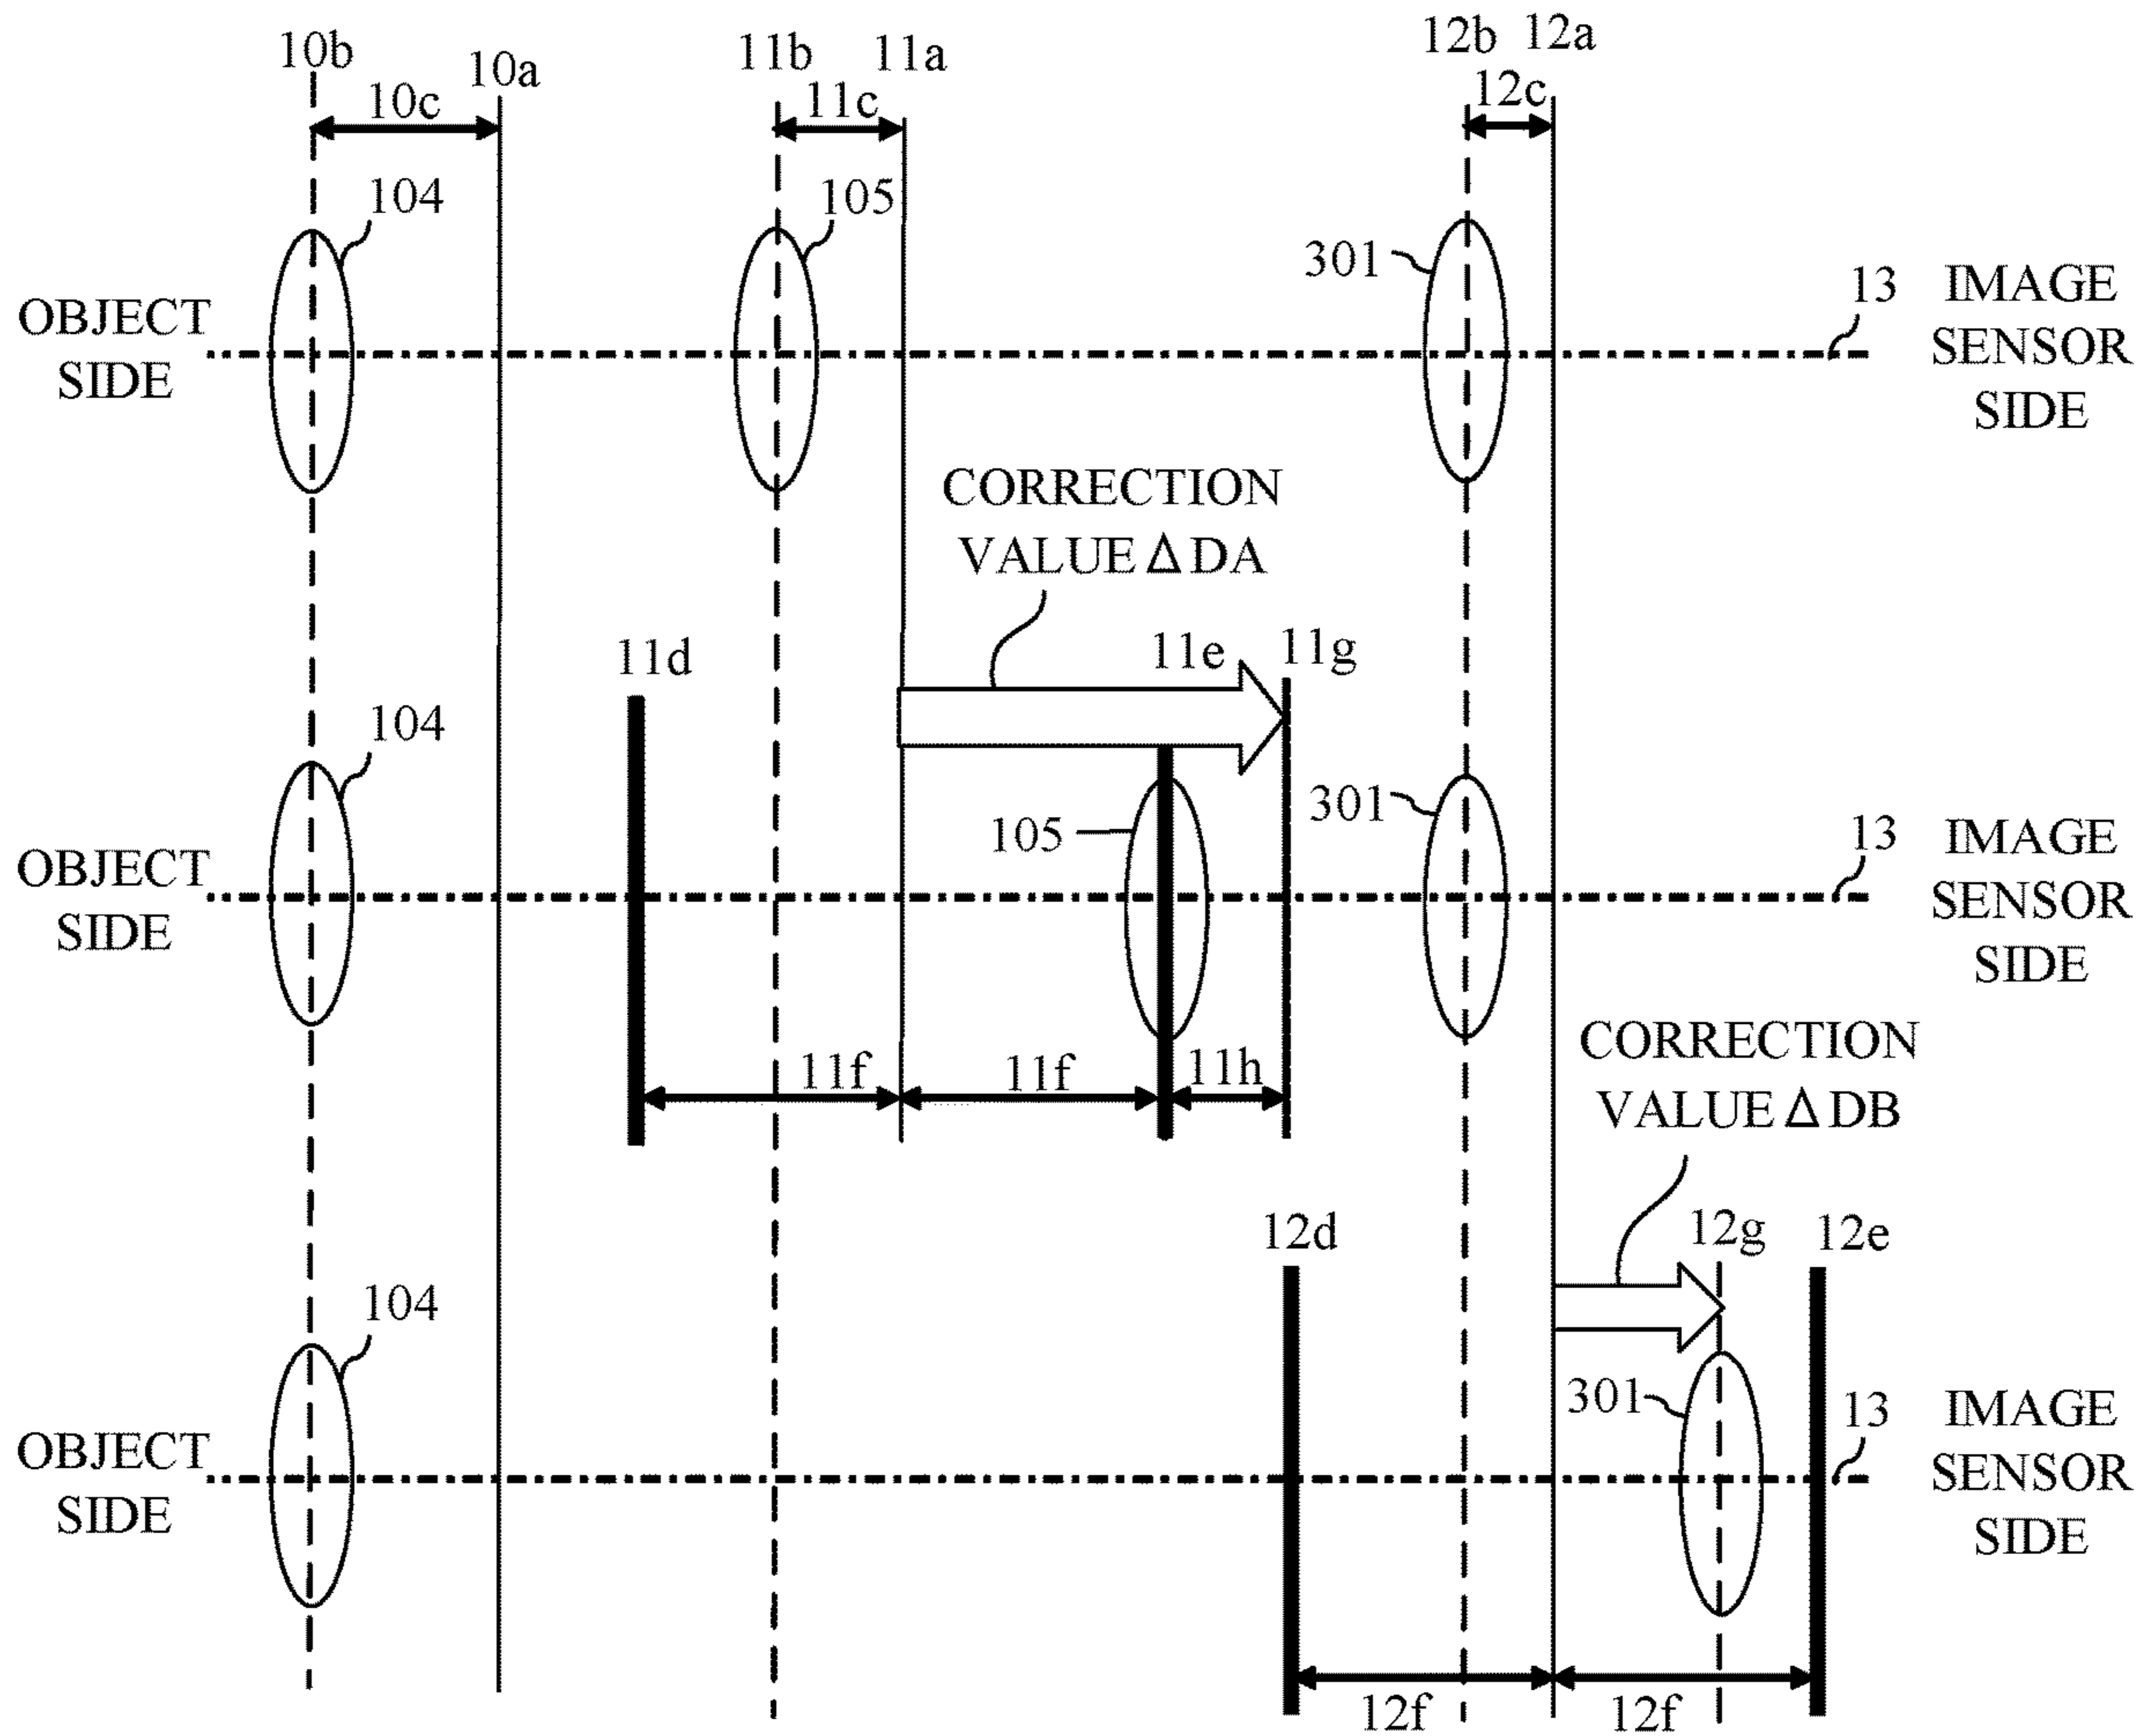 10b
10a
10c
11b
11a
11c
12b
12a
12c
104
105
301
13
OBJECT
SIDE
IMAGE
SENSOR
SIDE
CORRECTION
VALUE Δ DA
11d
11e
11g
104
105
301
13
OBJECT
SIDE
IMAGE
SENSOR
SIDE
11f
11f
11h
CORRECTION
VALUE Δ DB
12d
12g
12e
104
301
13
OBJECT
SIDE
IMAGE
SENSOR
SIDE
12f
12f